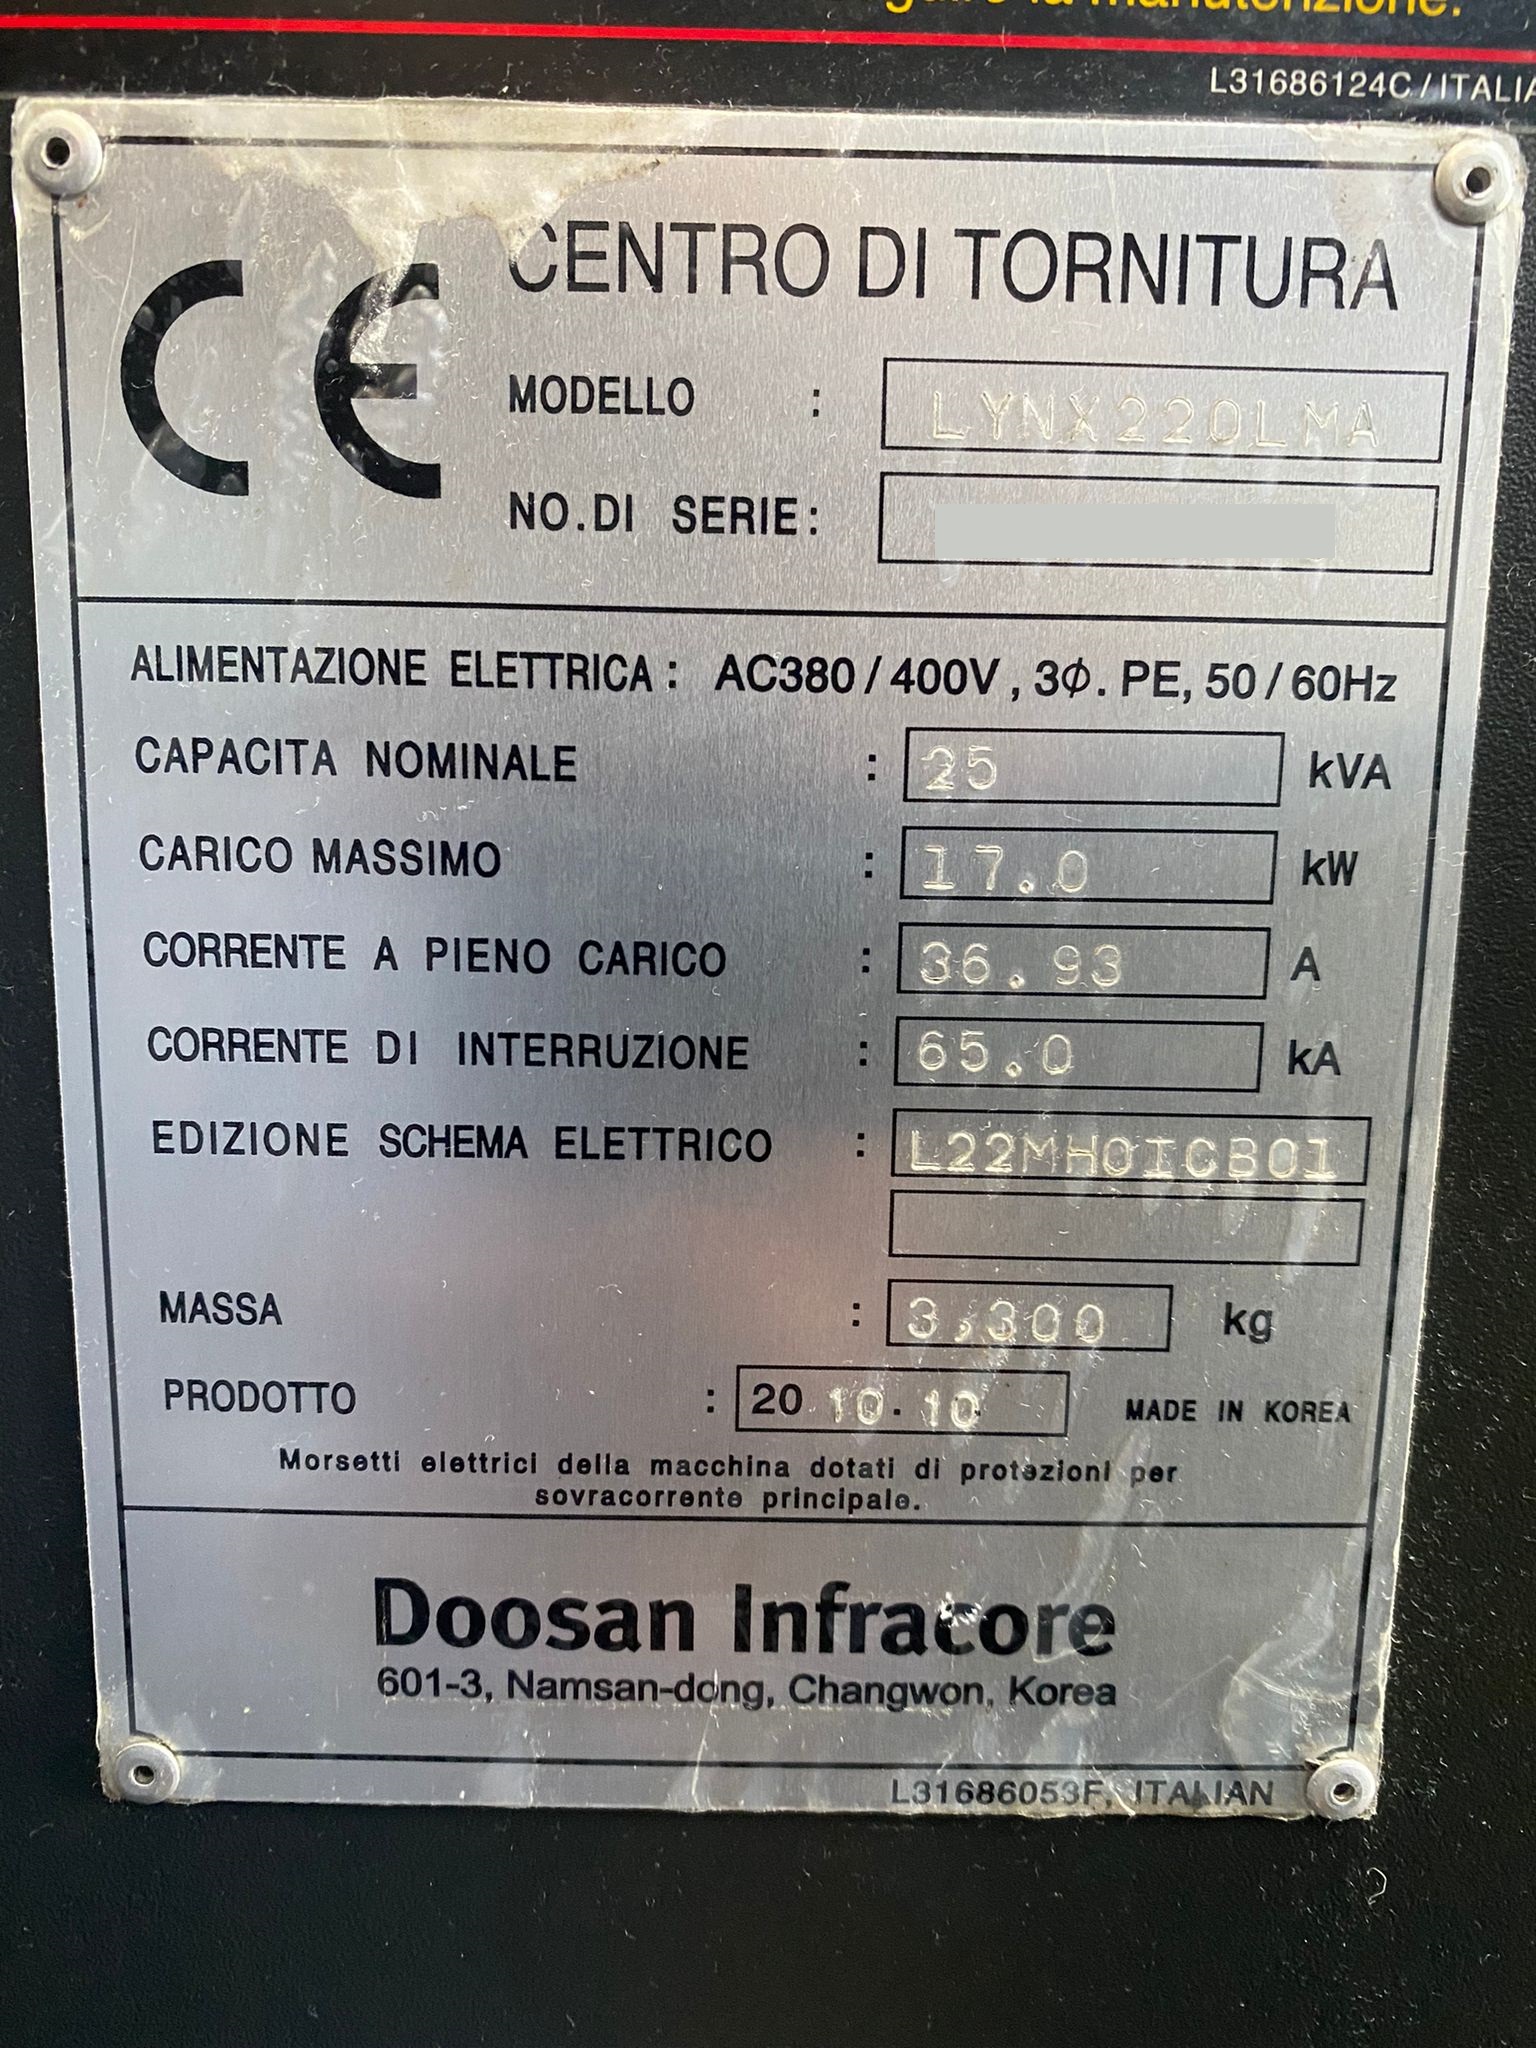 la manutenzione.
L31686124C / ITALIA
CE
CENTRO DI TORNITURA
MODELLO : LYNX220LMA
NO.DI SERIE:
ALIMENTAZIONE ELETTRICA : AC380 / 400V , 3Φ. PE, 50 / 60Hz
CAPACITA NOMINALE : 25 kVA
CARICO MASSIMO : 17.0 kW
CORRENTE A PIENO CARICO : 36.93 A
CORRENTE DI INTERRUZIONE : 65.0 kA
EDIZIONE SCHEMA ELETTRICO : L22MH0ICB01
MASSA : 3,300 kg
PRODOTTO : 20 10.10 MADE IN KOREA
Morsetti elettrici della macchina dotati di protezioni per
sovracorrente principale.
Doosan Infracore
601-3, Namsan-dong, Changwon, Korea
L31686053F, ITALIAN